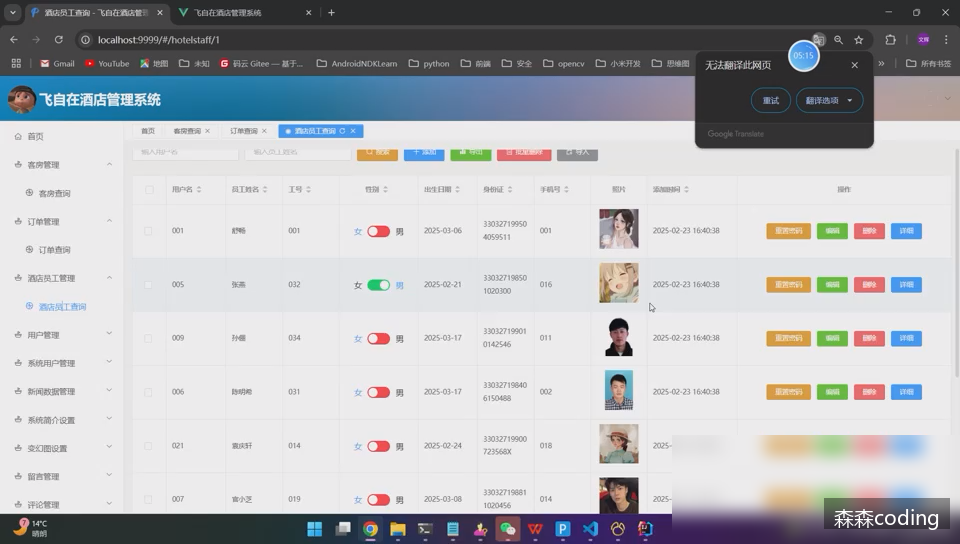 酒店员工查询 - 飞自在酒店管
飞自在酒店管理系统
localhost:9999/#/hotelstaff/1
Gmail
YouTube
地图
未知
码云 Gitee — 基于...
AndroidNDKLearn
python
前端
安全
opencv
小米开发
思维图
所有书签
05:15
无法翻译此网页
重试
翻译选项
Google Translate
飞自在酒店管理系统
首页
客房管理
客房查询
订单管理
订单查询
酒店员工管理
酒店员工查询
用户管理
系统用户管理
新闻数据管理
系统简介设置
变幻图设置
留言管理
评论管理
首页 客房查询 订单查询 酒店员工查询
输入用户名 输入员工姓名 搜索 + 添加 导出 批量删除 导入
用户名 员工姓名 工号 性别 出生日期 身份证 手机号 照片 添加时间 操作
001 舒畅 001 女 男 2025-03-06 330327199504059511 001 2025-02-23 16:40:38 重置密码 编辑 删除 详细
005 张燕 032 女 男 2025-02-21 330327198501020300 016 2025-02-23 16:40:38 重置密码 编辑 删除 详细
009 034 女 男 2025-03-17 330327199010142546 011 2025-02-23 16:40:38 重置密码 编辑 删除 详细
006 陈明希 031 女 男 2025-03-17 330327198406150488 002 2025-02-23 16:40:38 重置密码 编辑 删除 详细
021 袁庆轩 014 女 男 2025-02-24 33032719900723568X 018 2025-
007 宣小芝 019 女 男 2025-03-08 330327198811020456 014 2025-
14°C
晴朗
森森coding